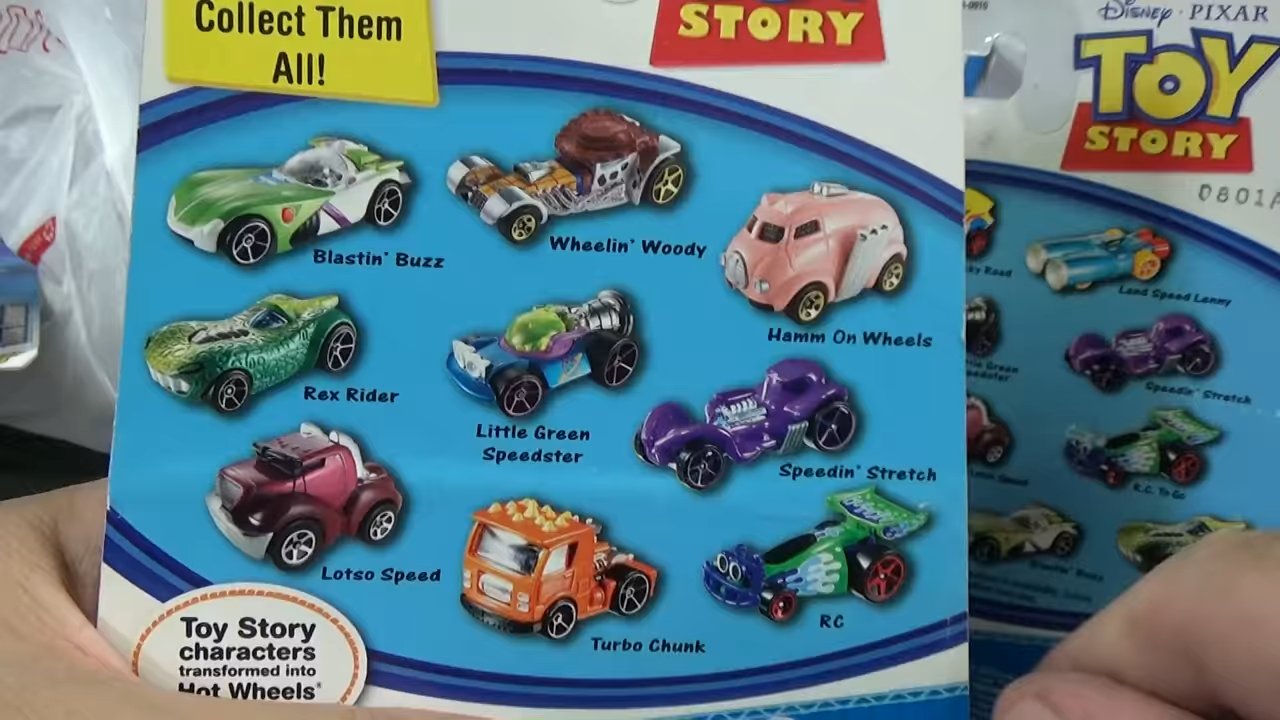 Collect Them
All!
STORY
Blastin' Buzz
Wheelin' Woody
Hamm On Wheels
Rex Rider
Little Green
Speedster
Speedin' Stretch
Lotso Speed
Turbo Chunk
RC
Toy Story
characters
transformed into
Hot Wheels®
DISNEY · PIXAR
TOY
STORY
0801A
Land Speed Lenny
Speedin' Stretch
R.C. To Go